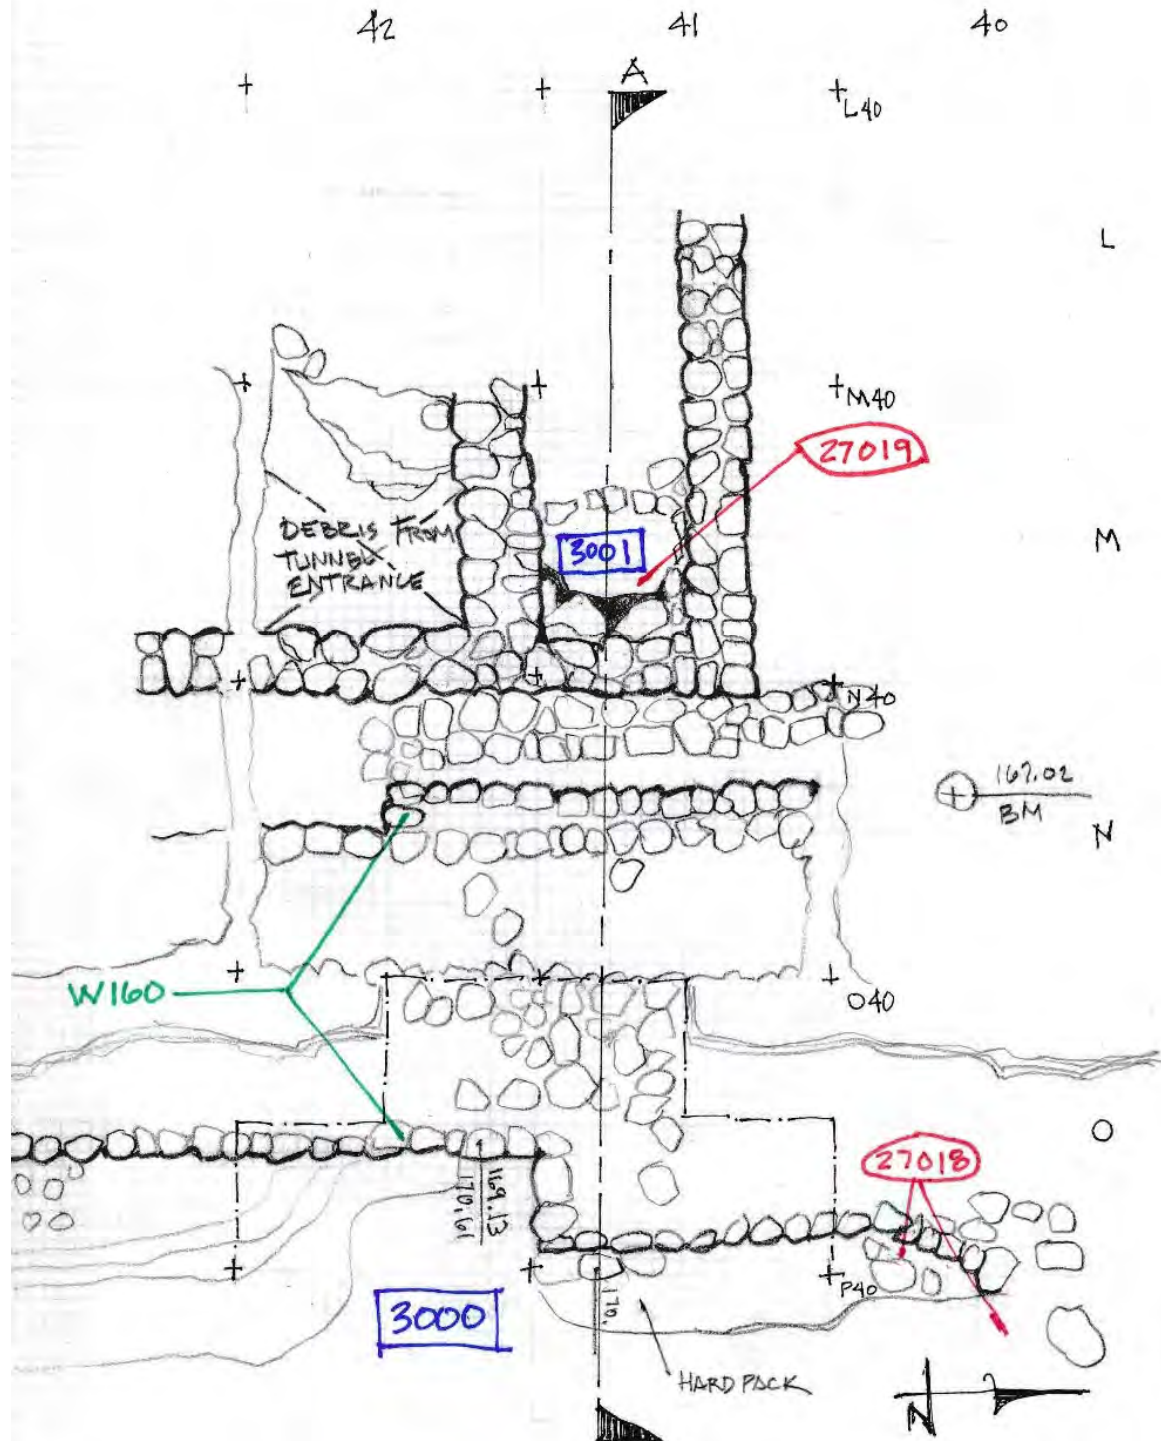 42 41 40
A
L40
L
M40
27019
DEBRIS FROM
TUNNEL
ENTRANCE
3001
M
N40
167.02
BM
N
W160
O40
O
27018
169.13
170.61
P40
3000
170.
HARD PACK
N